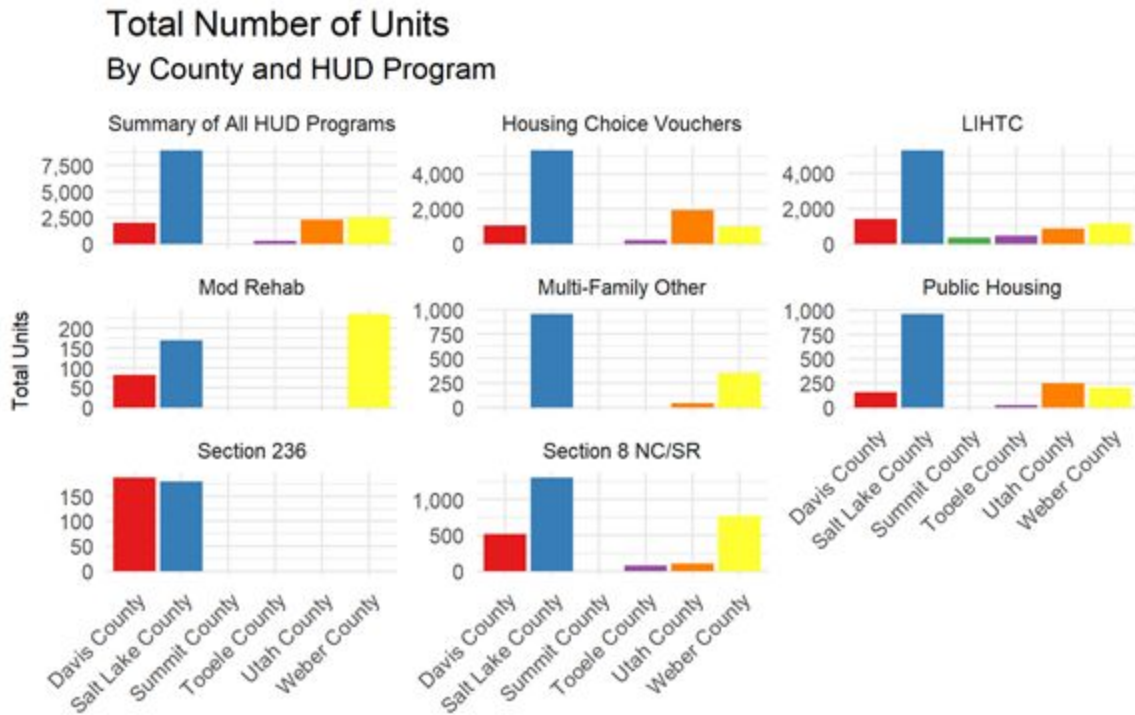 Total Number of Units
By County and HUD Program
Summary of All HUD Programs
Housing Choice Vouchers
LIHTC
7,500
5,000
2,500
0
4,000
2,000
0
4,000
2,000
0
Mod Rehab
Multi-Family Other
Public Housing
Total Units
200
150
100
50
0
1,000
750
500
250
0
1,000
750
500
250
0
Section 236
Section 8 NC/SR
150
100
50
0
1,000
500
0
Davis County
Salt Lake County
Summit County
Tooele County
Utah County
Weber County
Davis County
Salt Lake County
Summit County
Tooele County
Utah County
Weber County
Davis County
Salt Lake County
Summit County
Tooele County
Utah County
Weber County